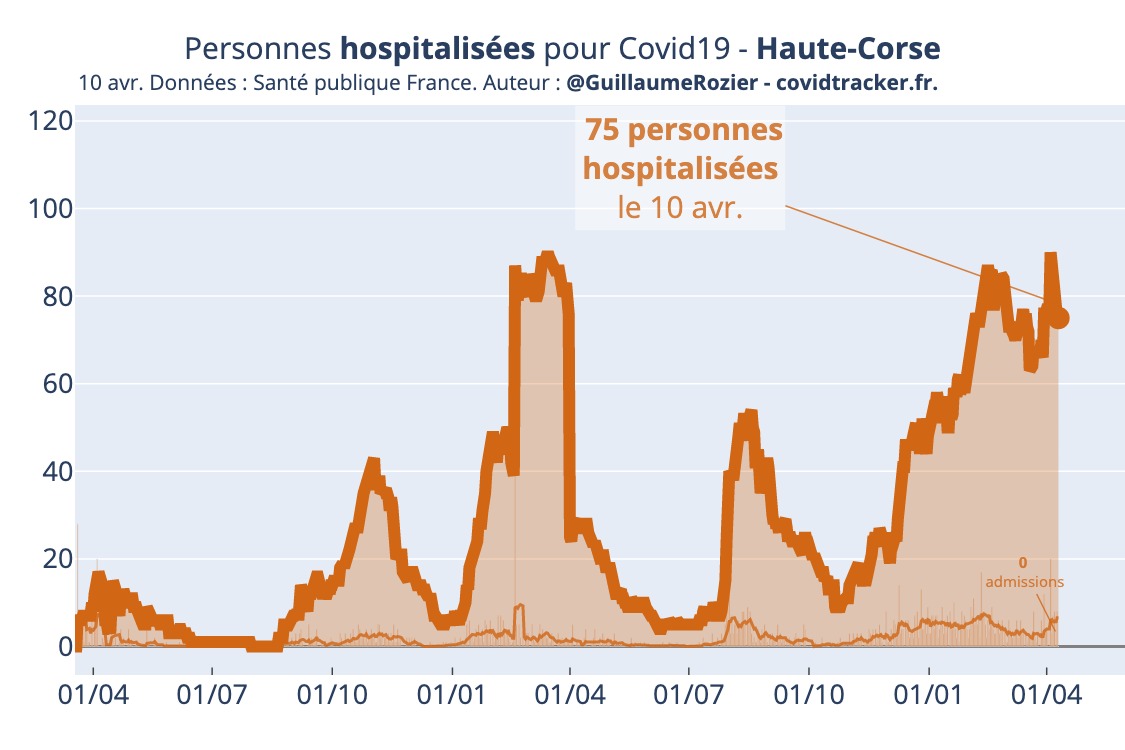 Personnes hospitalisées pour Covid19 - Haute-Corse
10 avr. Données : Santé publique France. Auteur : @GuillaumeRozier - covidtracker.fr.
120
75 personnes
hospitalisées
le 10 avr.
100
80
60
40
20
0
admissions
0
01/04 01/07 01/10 01/01 01/04 01/07 01/10 01/01 01/04